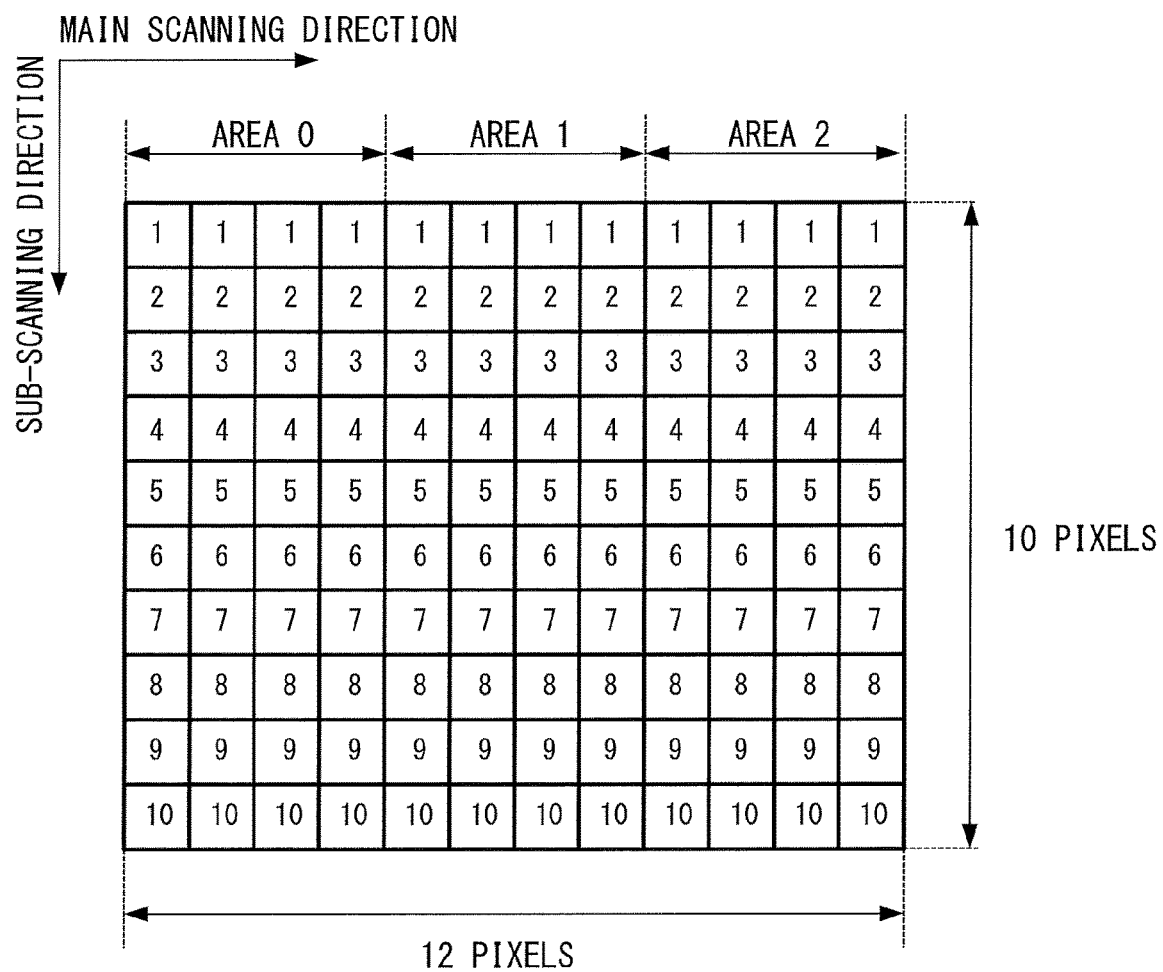 MAIN SCANNING DIRECTION
SUB-SCANNING DIRECTION
AREA 0 AREA 1 AREA 2
1 1 1 1 1 1 1 1 1 1 1 1
2 2 2 2 2 2 2 2 2 2 2 2
3 3 3 3 3 3 3 3 3 3 3 3
4 4 4 4 4 4 4 4 4 4 4 4
5 5 5 5 5 5 5 5 5 5 5 5
6 6 6 6 6 6 6 6 6 6 6 6
7 7 7 7 7 7 7 7 7 7 7 7
8 8 8 8 8 8 8 8 8 8 8 8
9 9 9 9 9 9 9 9 9 9 9 9
10 10 10 10 10 10 10 10 10 10 10 10
10 PIXELS
12 PIXELS